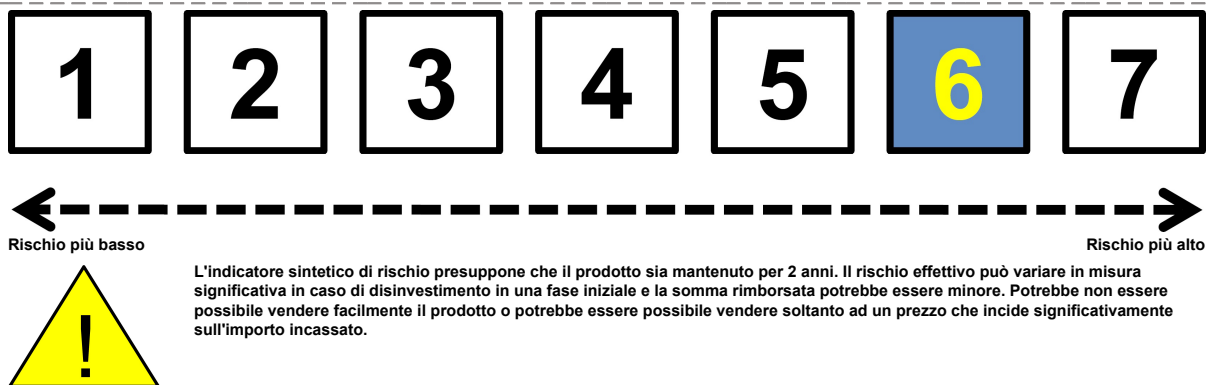 1 2 3 4 5 6 7
Rischio più basso Rischio più alto
L'indicatore sintetico di rischio presuppone che il prodotto sia mantenuto per 2 anni. Il rischio effettivo può variare in misura
significativa in caso di disinvestimento in una fase iniziale e la somma rimborsata potrebbe essere minore. Potrebbe non essere
possibile vendere facilmente il prodotto o potrebbe essere possibile vendere soltanto ad un prezzo che incide significativamente
sull'importo incassato.
!